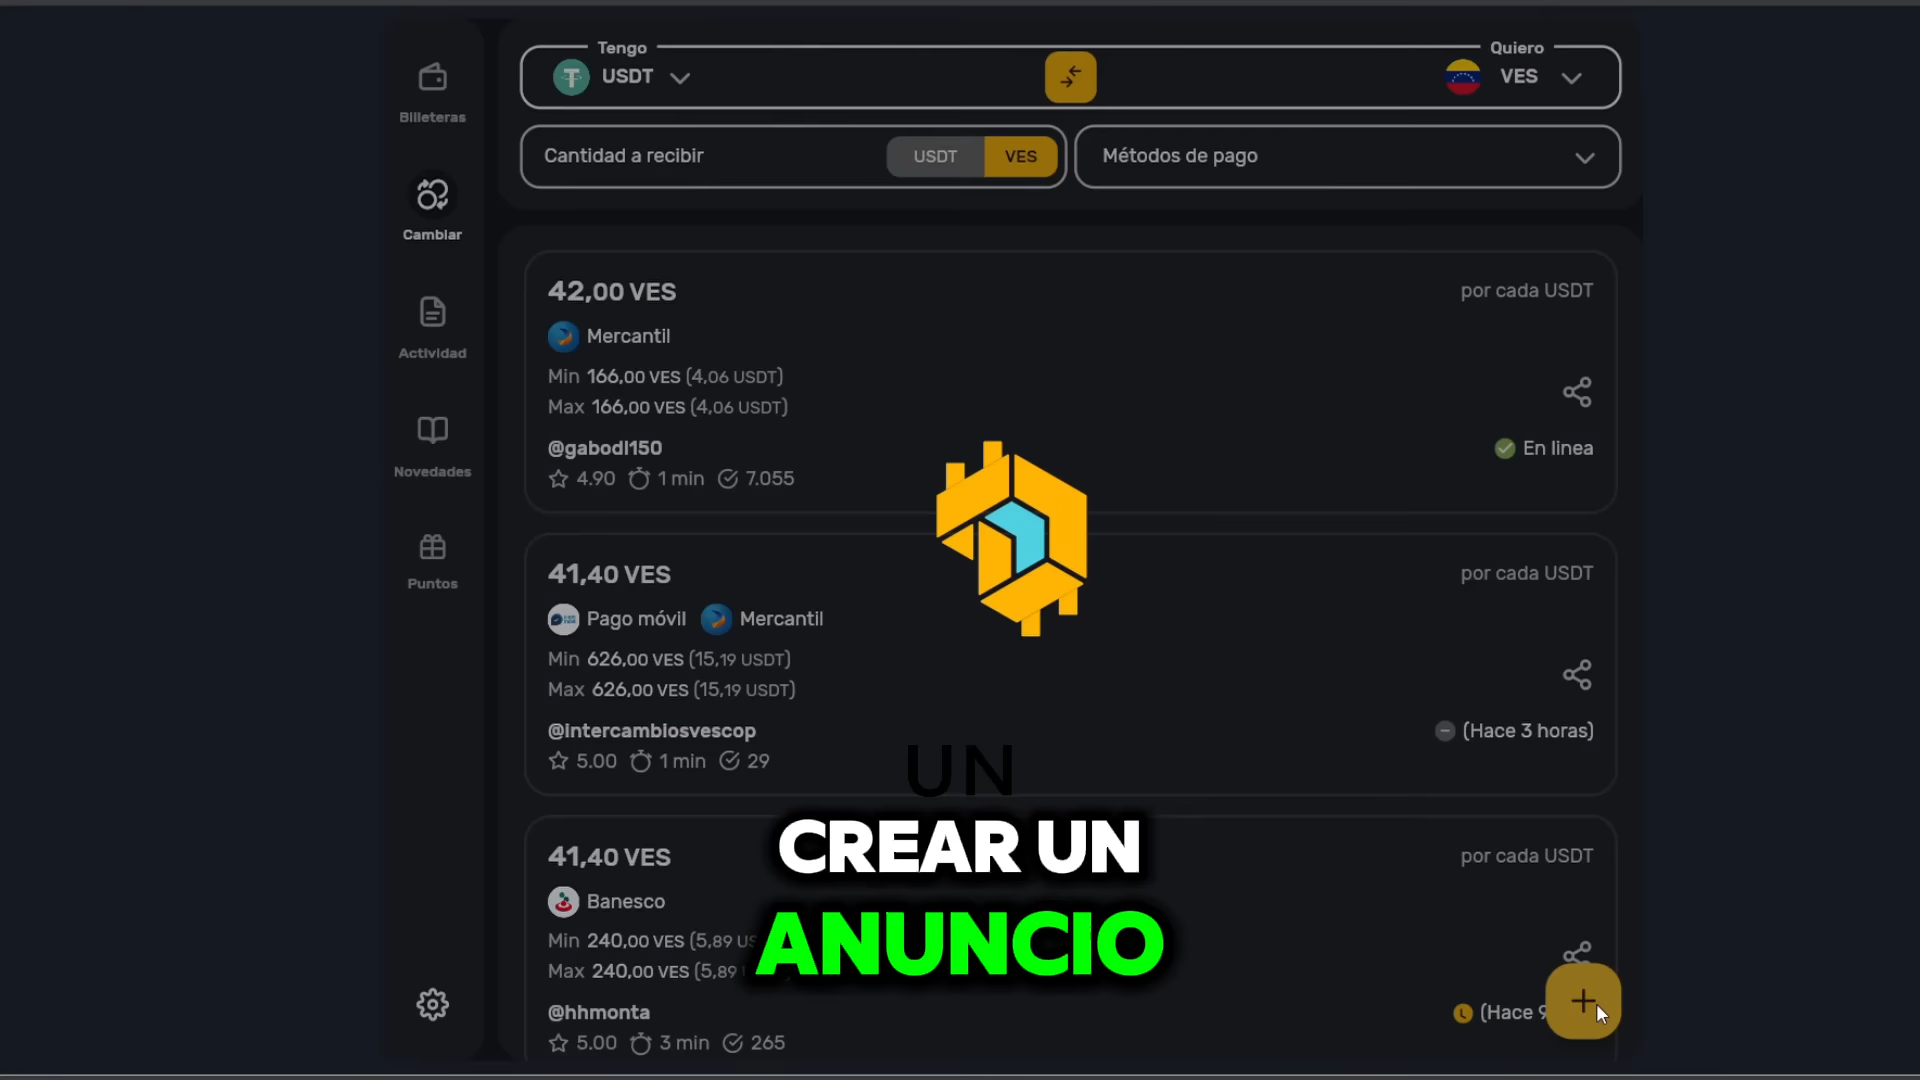 Tengo
USDT
Quiero
VES
Cantidad a recibir
USDT
VES
Métodos de pago
Billeteras
Cambiar
Actividad
Novedades
Puntos
42,00 VES
por cada USDT
Mercantil
Min 166,00 VES (4,06 USDT)
Max 166,00 VES (4,06 USDT)
@gabodl150
En linea
4.90 1 min 7.055
41,40 VES
por cada USDT
Pago móvil Mercantil
Min 626,00 VES (15,19 USDT)
Max 626,00 VES (15,19 USDT)
@intercambiosvescop
(Hace 3 horas)
5.00 1 min 29
UN
CREAR UN
ANUNCIO
41,40 VES
por cada USDT
Banesco
Min 240,00 VES (5,89 US
Max 240,00 VES (5,89
@hhmonta
(Hace 9
5.00 3 min 265